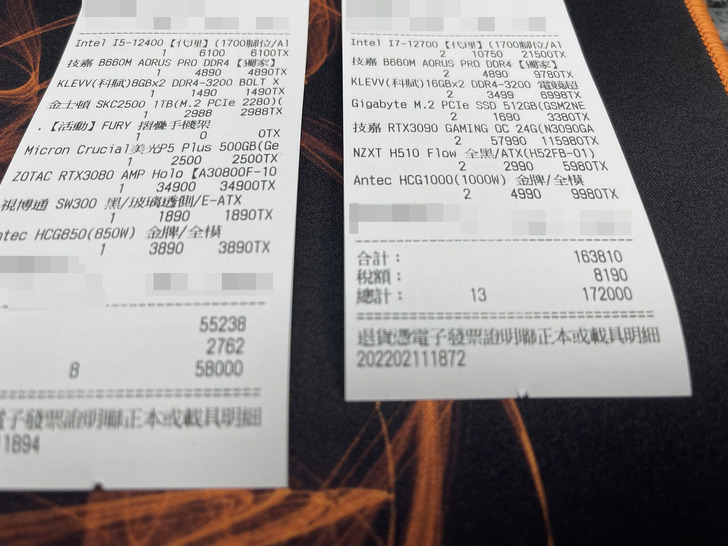 Intel I5-12400【代理】(1700腳位/Al
1 6100 6100TX
技嘉 B660M AORUS PRO DDR4【獨家】
1 4890 4890TX
KLEVV(科賦)8GBx2 DDR4-3200 BOLT X
1 1490 1490TX
金士頓 SKC2500 1TB(M.2 PCIe 2280)(
1 2988 2988TX
.【活動】FURY 摺疊手機架
1 0 0TX
Micron Crucial美光P5 Plus 500GB(Ge
1 2500 2500TX
ZOTAC RTX3080 AMP Holo【A30800F-10
1 34900 34900TX
視博通 SW300 黑/玻璃透側/E-ATX
1 1890 1890TX
ntec HCG850(850W) 金牌/全模
1 3890 3890TX
55238
2762
8 58000
電子發票證明聯正本或載具明細
11894
Intel I7-12700【代理】(1700腳位/Al
2 10750 21500TX
技嘉 B660M AORUS PRO DDR4【獨家】
2 4890 9780TX
KLEVV(科賦)16GBx2 DDR4-3200 電競超
2 3499 6998TX
Gigabyte M.2 PCIe SSD 512GB(GSM2NE
2 1690 3380TX
技嘉 RTX3090 GAMING OC 24G(N3090GA
2 57990 115980TX
NZXT H510 Flow 全黑/ATX(H52FB-01)
2 2990 5980TX
Antec HCG1000(1000W) 金牌/全模
2 4990 9980TX
合計： 163810
稅額： 8190
總計： 13 172000
退貨憑電子發票證明聯正本或載具明細
202202111872